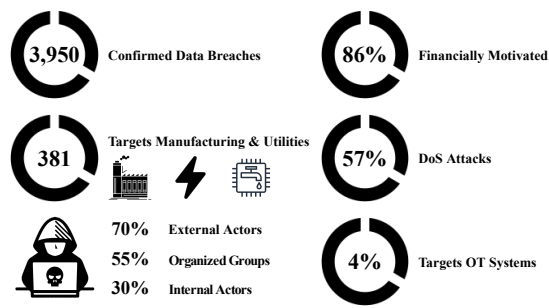 3,950 Confirmed Data Breaches
86% Financially Motivated
381 Targets Manufacturing & Utilities
57% DoS Attacks
70% External Actors
55% Organized Groups
30% Internal Actors
4% Targets OT Systems